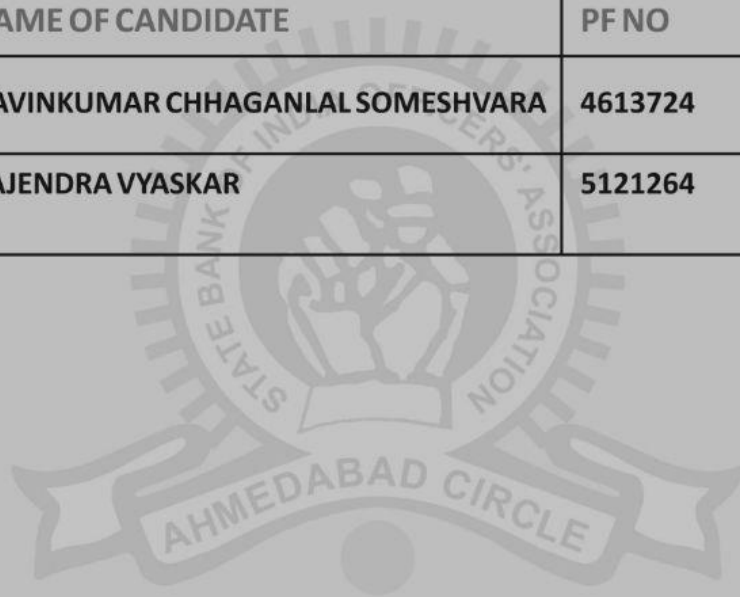 AME OF CANDIDATE PF NO
AVINKUMAR CHHAGANLAL SOMESHVARA 4613724
AJENDRA VYASKAR 5121264
STATE BANK OF INDIA OFFICERS' ASSOCIATION
AHMEDABAD CIRCLE